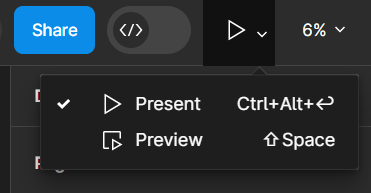 Share </> 6%
✓ Present Ctrl+Alt+↩
Preview ⇧Space